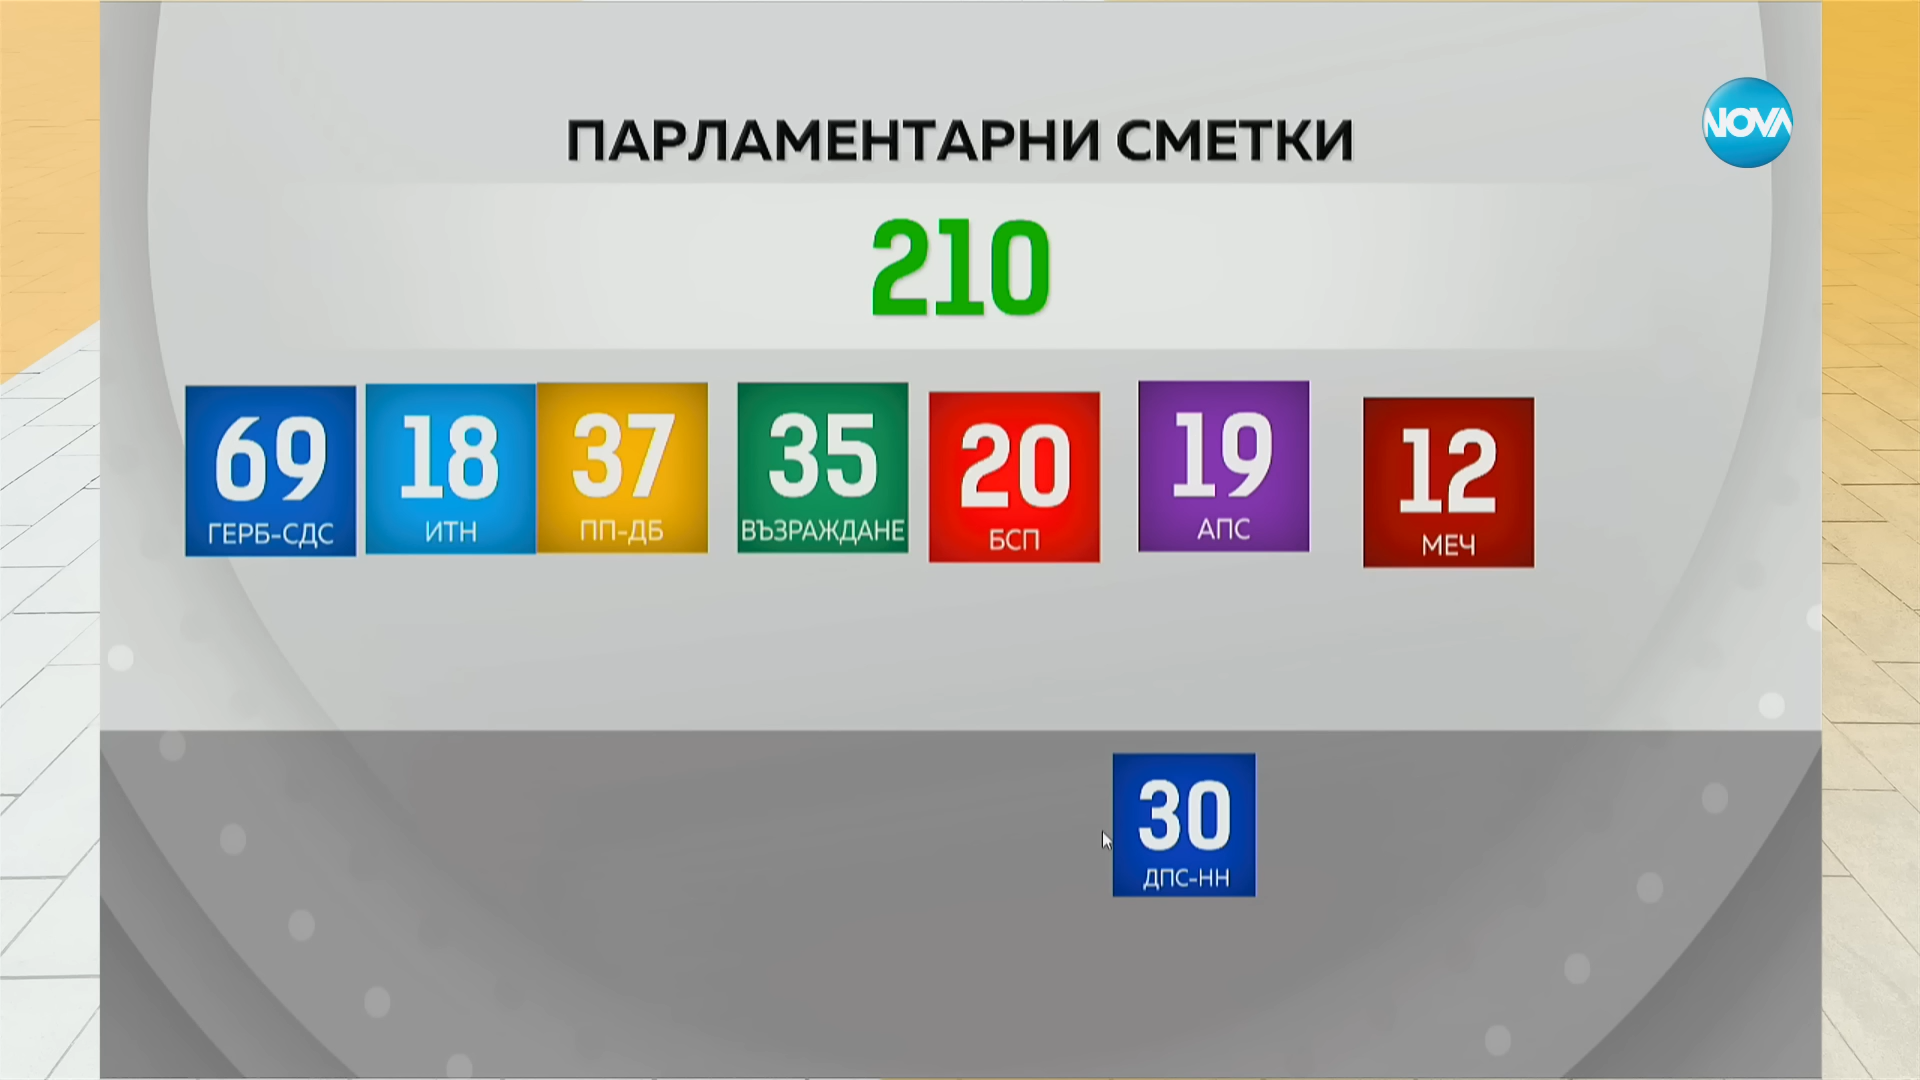 ПАРЛАМЕНТАРНИ СМЕТКИ
NOVA
210
69
ГЕРБ-СДС
18
ИТН
37
ПП-ДБ
35
ВЪЗРАЖДАНЕ
20
БСП
19
АПС
12
МЕЧ
30
ДПС-НН